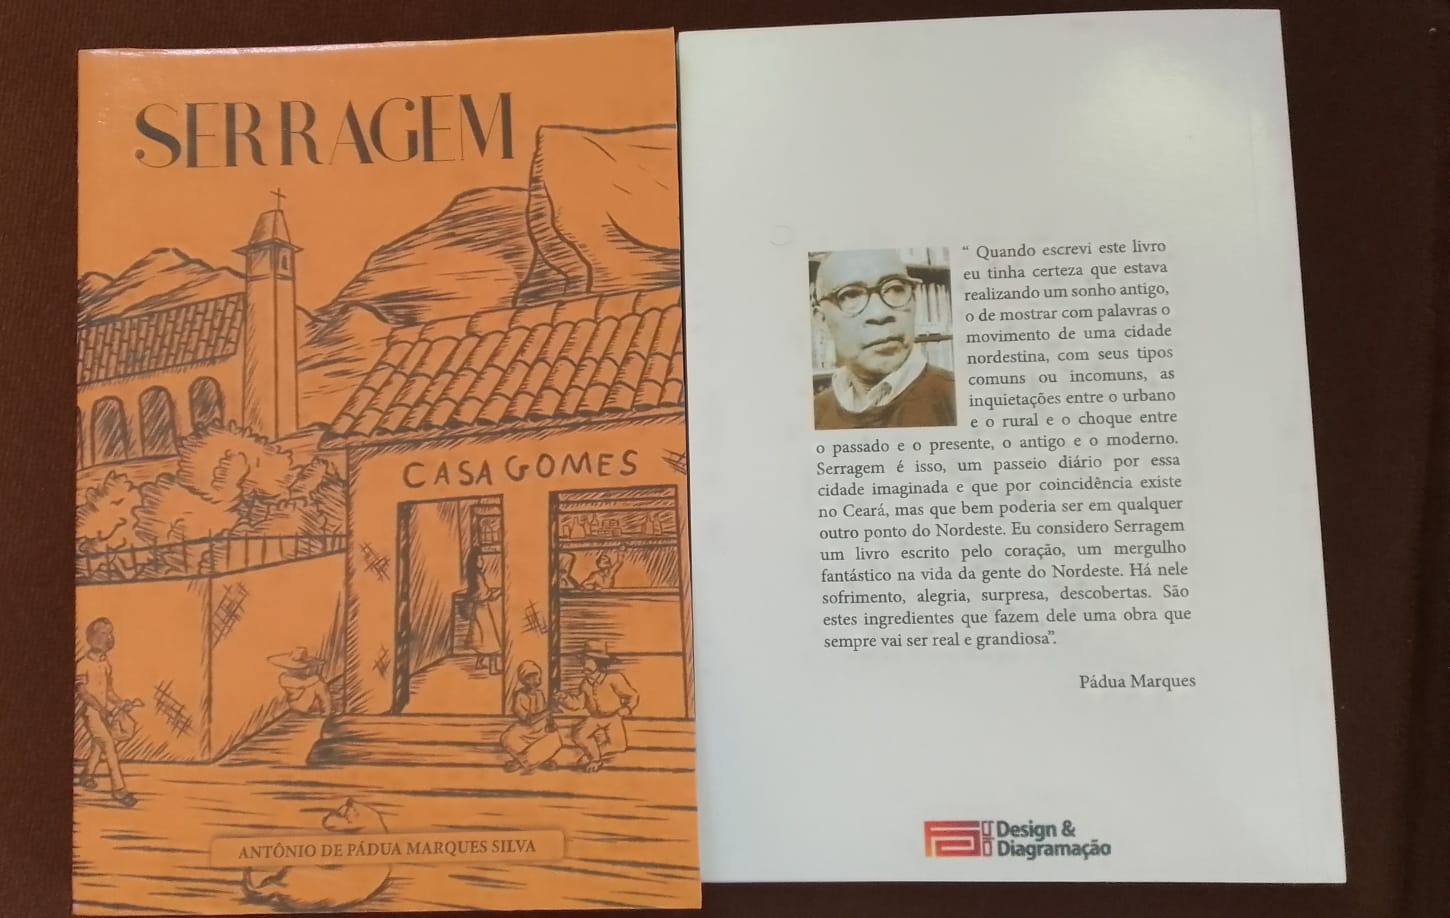 SERRAGEM
CASA GOMES
ANTÔNIO DE PÁDUA MARQUES SILVA
“ Quando escrevi este livro
eu tinha certeza que estava
realizando um sonho antigo,
o de mostrar com palavras o
movimento de uma cidade
nordestina, com seus tipos
comuns ou incomuns, as
inquietações entre o urbano
e o rural e o choque entre
o passado e o presente, o antigo e o moderno.
Serragem é isso, um passeio diário por essa
cidade imaginada e que por coincidência existe
no Ceará, mas que bem poderia ser em qualquer
outro ponto do Nordeste. Eu considero Serragem
um livro escrito pelo coração, um mergulho
fantástico na vida da gente do Nordeste. Há nele
sofrimento, alegria, surpresa, descobertas. São
estes ingredientes que fazem dele uma obra que
sempre vai ser real e grandiosa”.
Pádua Marques
Design &
Diagramação